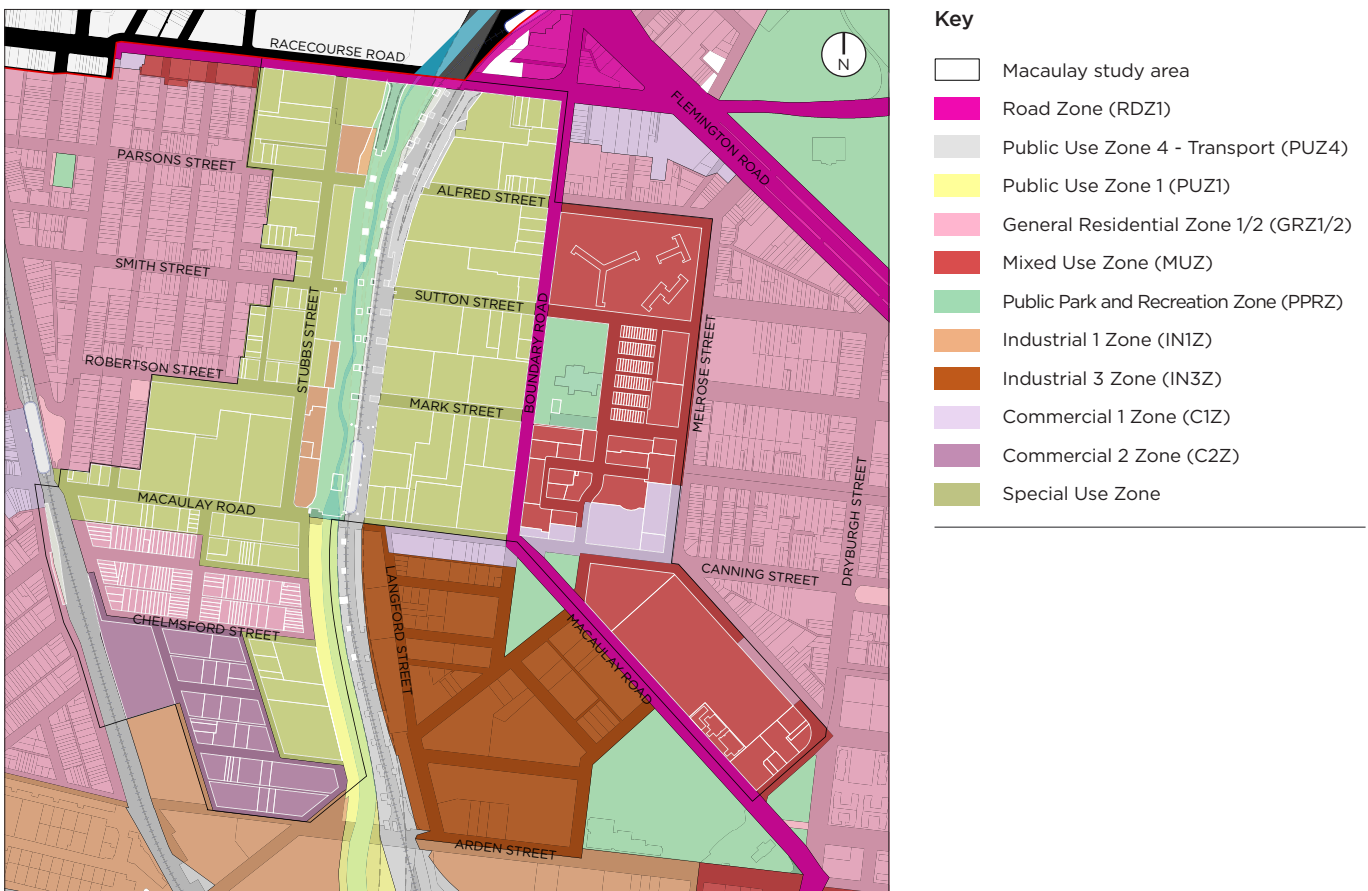 RACECOURSE ROAD
N
FLEMINGTON ROAD
PARSONS STREET
ALFRED STREET
SMITH STREET
SUTTON STREET
STUBBS STREET
BOUNDARY ROAD
MELROSE STREET
ROBERTSON STREET
MARK STREET
MACAULAY ROAD
DRYBURGH STREET
CANNING STREET
LANGFORD STREET
CHELMSFORD STREET
MACAULAY ROAD
ARDEN STREET
Key
Macaulay study area
Road Zone (RDZ1)
Public Use Zone 4 - Transport (PUZ4)
Public Use Zone 1 (PUZ1)
General Residential Zone 1/2 (GRZ1/2)
Mixed Use Zone (MUZ)
Public Park and Recreation Zone (PPRZ)
Industrial 1 Zone (IN1Z)
Industrial 3 Zone (IN3Z)
Commercial 1 Zone (C1Z)
Commercial 2 Zone (C2Z)
Special Use Zone